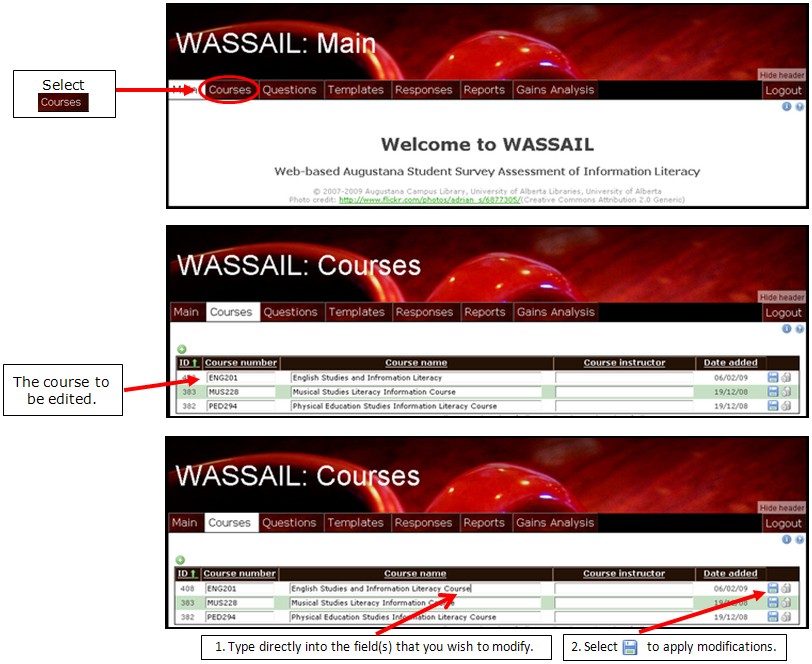 WASSAIL: Main
Hide header
Select
Courses
Main Courses Questions Templates Responses Reports Gains Analysis Logout
Welcome to WASSAIL
Web-based Augustana Student Survey Assessment of Information Literacy
© 2007-2009 Augustana Campus Library, University of Alberta Libraries, University of Alberta
Photo credit: http://www.flickr.com/photos/adrian_s/6877305/(Creative Commons Attribution 2.0 Generic)
WASSAIL: Courses
Hide header
Main Courses Questions Templates Responses Reports Gains Analysis Logout
ID Course number Course name Course instructor Date added
The course to
be edited.
ENG201 English Studies and Infromation Literacy 06/02/09
383 MUS228 Musical Studies Literacy Information Course 19/12/08
382 PED294 Physical Education Studies Information Literacy Course 19/12/08
WASSAIL: Courses
Hide header
Main Courses Questions Templates Responses Reports Gains Analysis Logout
ID Course number Course name Course instructor Date added
408 ENG201 English Studies and Infromation Literacy Course 06/02/09
383 MUS228 Musical Studies Literacy Information 19/12/08
382 PED294 Physical Education Studies Information Literacy Course 19/12/08
1. Type directly into the field(s) that you wish to modify.
2. Select to apply modifications.